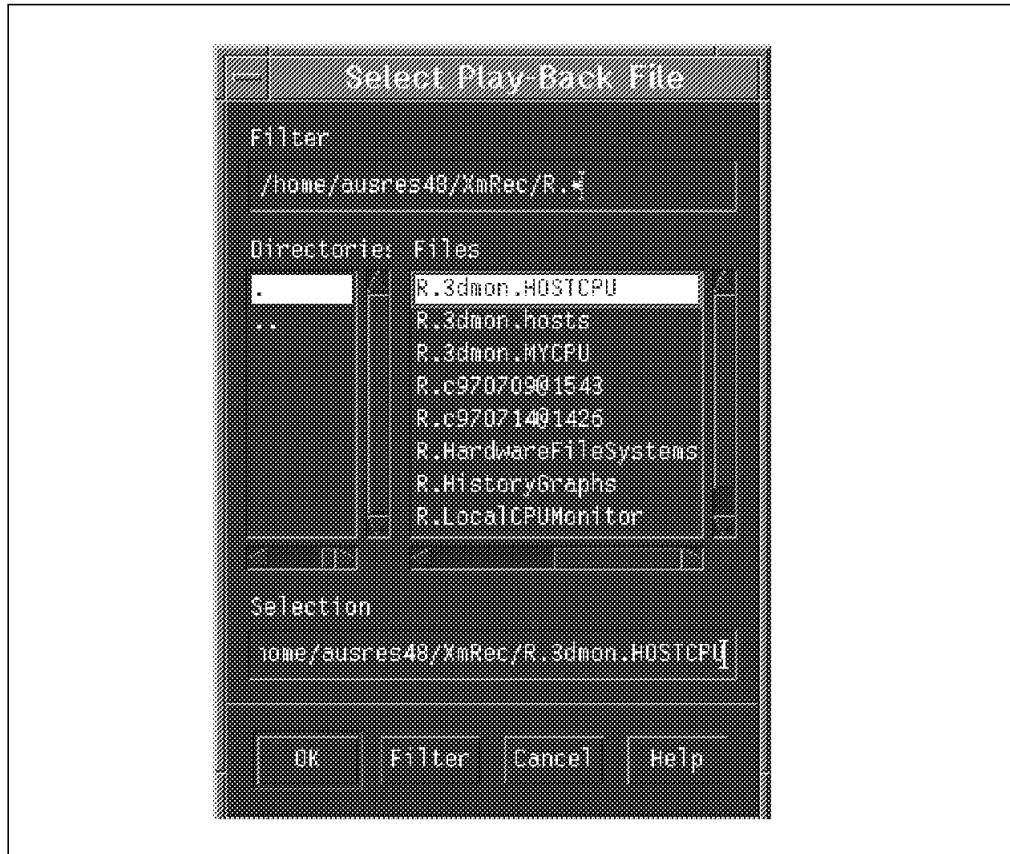 Select Play-Back File
Filter
/home/ausres48/XmRec/R.*
Directories Files
.
..
R.3dmon.HOSTCPU
R.3dmon.hosts
R.3dmon.MYCPU
R.c970709@1543
R.c970714@1426
R.HardwareFileSystems
R.HistoryGraphs
R.LocalCPUMonitor
Selection
home/ausres48/XmRec/R.3dmon.HOSTCPU
OK Filter Cancel Help